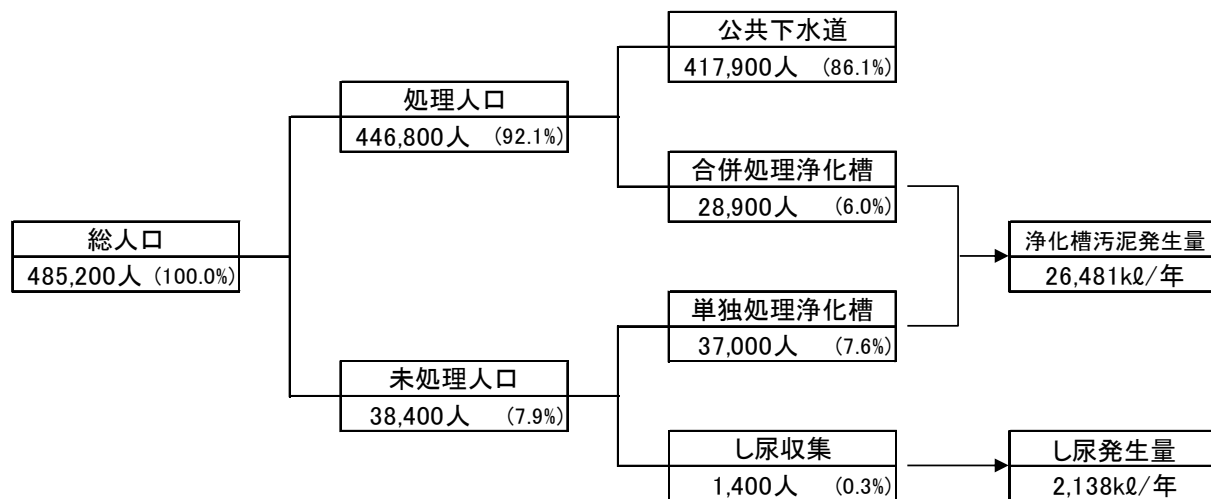 公共下水道
417,900人 (86.1%)
処理人口
446,800人 (92.1%)
合併処理浄化槽
28,900人 (6.0%)
総人口
485,200人 (100.0%)
浄化槽汚泥発生量
26,481kℓ/年
単独処理浄化槽
37,000人 (7.6%)
未処理人口
38,400人 (7.9%)
し尿収集
1,400人 (0.3%)
し尿発生量
2,138kℓ/年